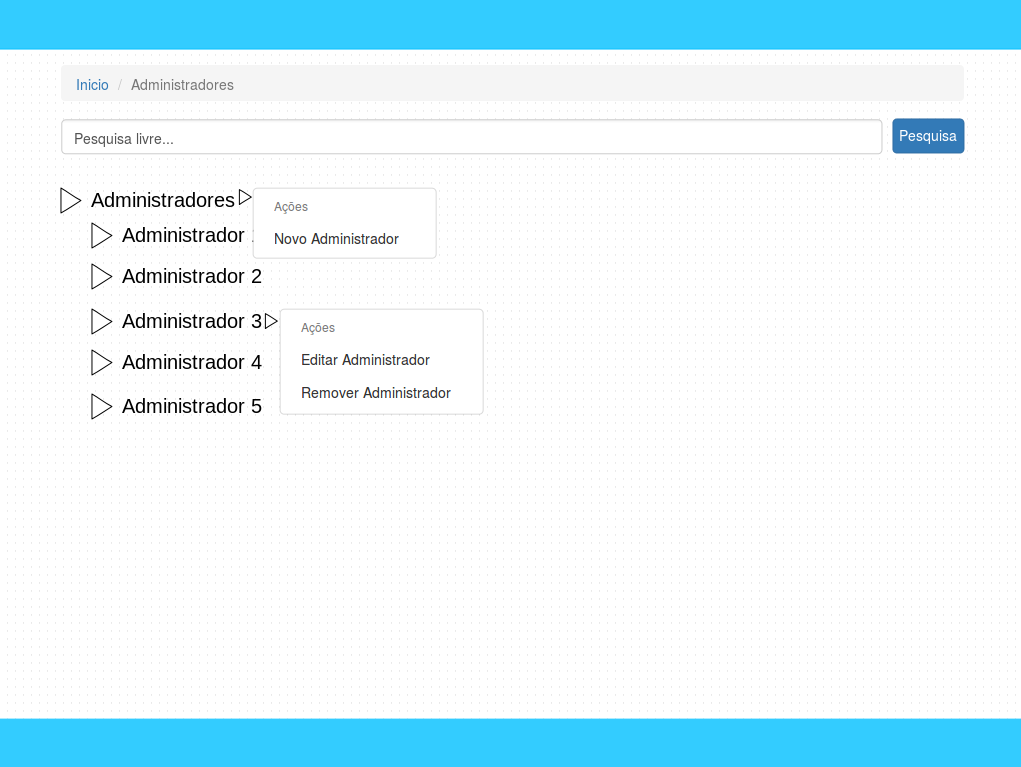 Inicio / Administradores
Pesquisa livre...
Pesquisa
Administradores
Ações
Novo Administrador
Administrador
Administrador 2
Administrador 3
Ações
Editar Administrador
Remover Administrador
Administrador 4
Administrador 5